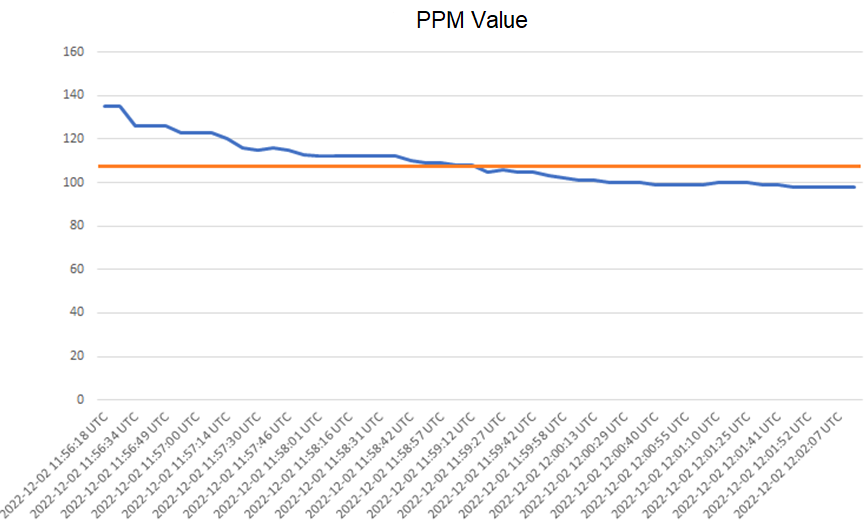 PPM Value
160
140
120
100
80
60
40
20
0
2022-12-02 11:56:18 UTC
2022-12-02 11:56:34 UTC
2022-12-02 11:56:49 UTC
2022-12-02 11:57:00 UTC
2022-12-02 11:57:14 UTC
2022-12-02 11:57:30 UTC
2022-12-02 11:57:46 UTC
2022-12-02 11:58:01 UTC
2022-12-02 11:58:16 UTC
2022-12-02 11:58:31 UTC
2022-12-02 11:58:42 UTC
2022-12-02 11:58:57 UTC
2022-12-02 11:59:12 UTC
2022-12-02 11:59:27 UTC
2022-12-02 11:59:42 UTC
2022-12-02 11:59:58 UTC
2022-12-02 12:00:13 UTC
2022-12-02 12:00:29 UTC
2022-12-02 12:00:40 UTC
2022-12-02 12:00:55 UTC
2022-12-02 12:01:10 UTC
2022-12-02 12:01:25 UTC
2022-12-02 12:01:41 UTC
2022-12-02 12:01:52 UTC
2022-12-02 12:02:07 UTC